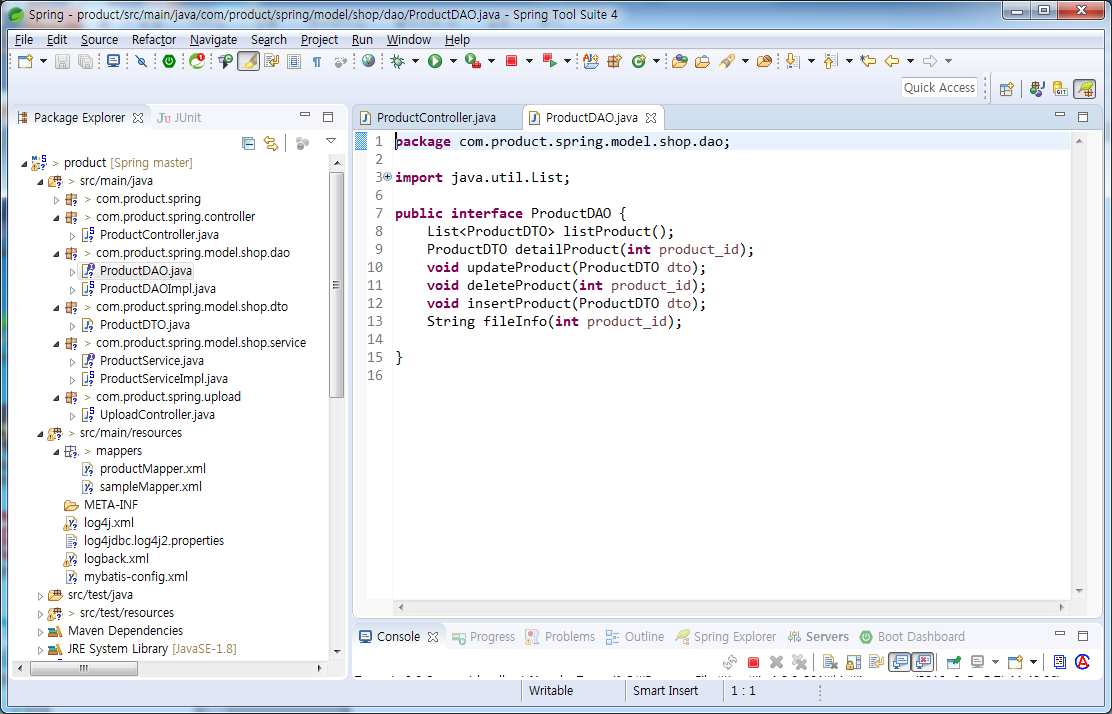 Spring - product/src/main/java/com/product/spring/model/shop/dao/ProductDAO.java - Spring Tool Suite 4
File Edit Source Refactor Navigate Search Project Run Window Help
Quick Access
Package Explorer JUnit
product [Spring master]
> src/main/java
> com.product.spring
> com.product.spring.controller
ProductController.java
> com.product.spring.model.shop.dao
ProductDAO.java
ProductDAOImpl.java
> com.product.spring.model.shop.dto
ProductDTO.java
> com.product.spring.model.shop.service
ProductService.java
ProductServiceImpl.java
> com.product.spring.upload
UploadController.java
> src/main/resources
> mappers
productMapper.xml
sampleMapper.xml
META-INF
log4j.xml
log4jdbc.log4j2.properties
logback.xml
mybatis-config.xml
src/test/java
> src/test/resources
Maven Dependencies
JRE System Library [JavaSE-1.8]
ProductController.java ProductDAO.java
1 package com.product.spring.model.shop.dao;
2
3 import java.util.List;
6
7 public interface ProductDAO {
8 List<ProductDTO> listProduct();
9 ProductDTO detailProduct(int product_id);
10 void updateProduct(ProductDTO dto);
11 void deleteProduct(int product_id);
12 void insertProduct(ProductDTO dto);
13 String fileInfo(int product_id);
14
15 }
16
Console Progress Problems Outline Spring Explorer Servers Boot Dashboard
Writable Smart Insert 1 : 1